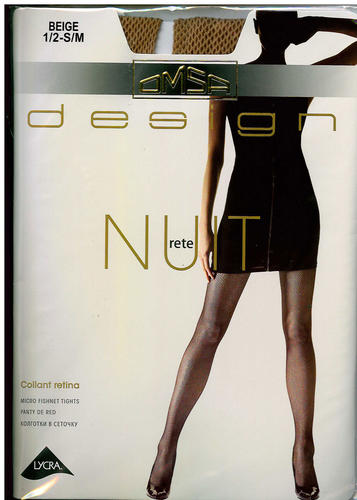 BEIGE
1/2-S/M
OMSA
design
NUIT
rete
Collant retina
MICRO FISHNET TIGHTS
PANTY DE RED
КОЛГОТКИ В СЕТОЧКУ
LYCRA